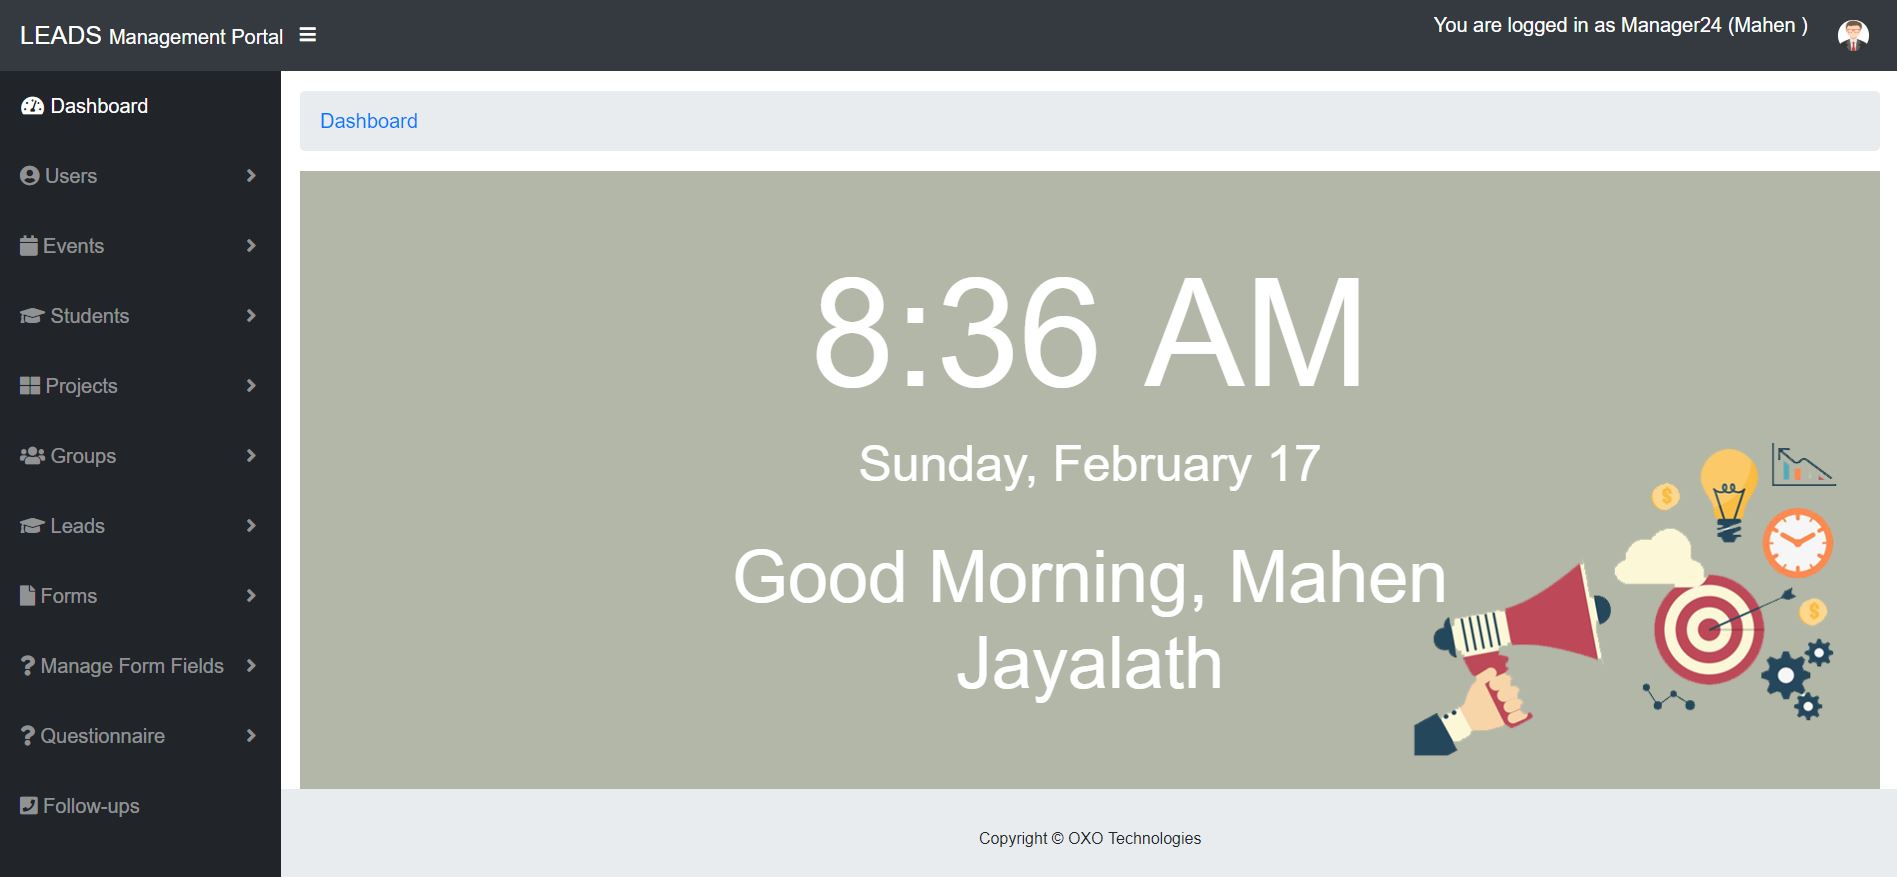 LEADS Management Portal
You are logged in as Manager24 (Mahen )
Dashboard
Users
Events
Students
Projects
Groups
Leads
Forms
Manage Form Fields
Questionnaire
Follow-ups
Dashboard
8:36 AM
Sunday, February 17
Good Morning, Mahen
Jayalath
Copyright © OXO Technologies